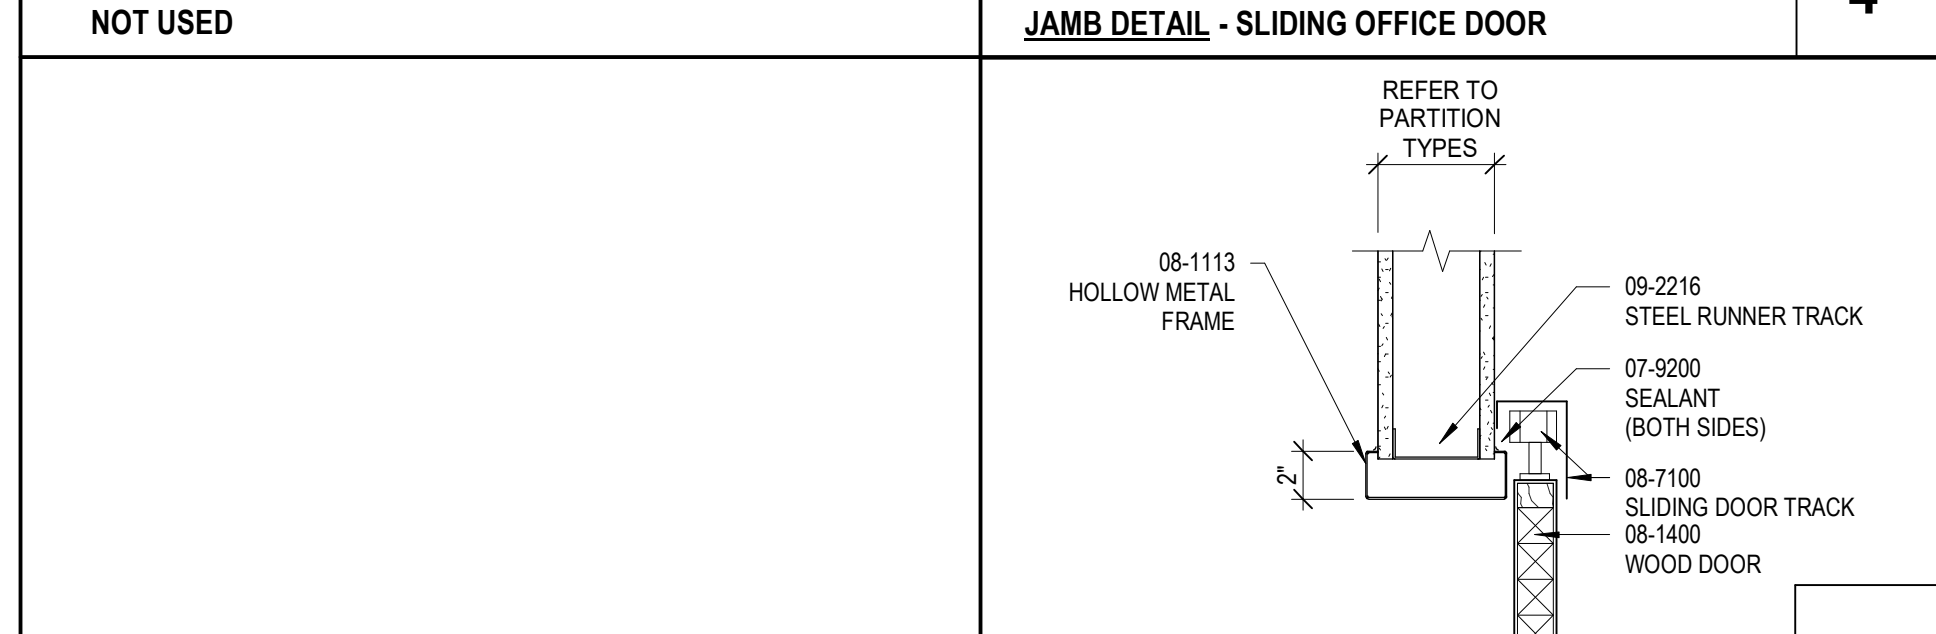 NOT USED
JAMB DETAIL - SLIDING OFFICE DOOR
4
REFER TO
PARTITION
TYPES
08-1113
HOLLOW METAL
FRAME
09-2216
STEEL RUNNER TRACK
07-9200
SEALANT
(BOTH SIDES)
2"
08-7100
SLIDING DOOR TRACK
08-1400
WOOD DOOR